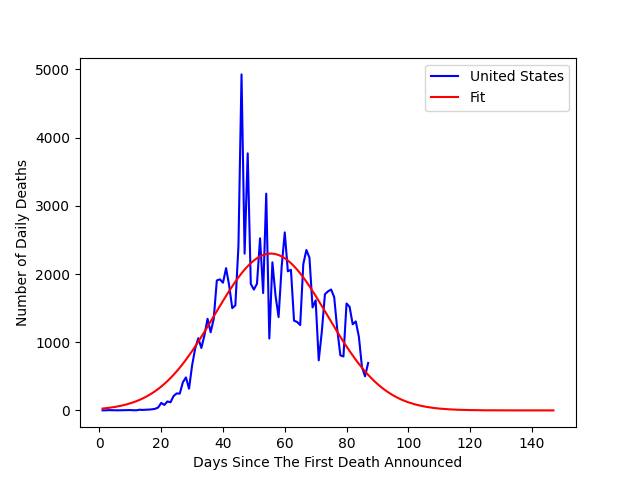 5000
4000
3000
2000
1000
0
Number of Daily Deaths
United States
Fit
0 20 40 60 80 100 120 140
Days Since The First Death Announced